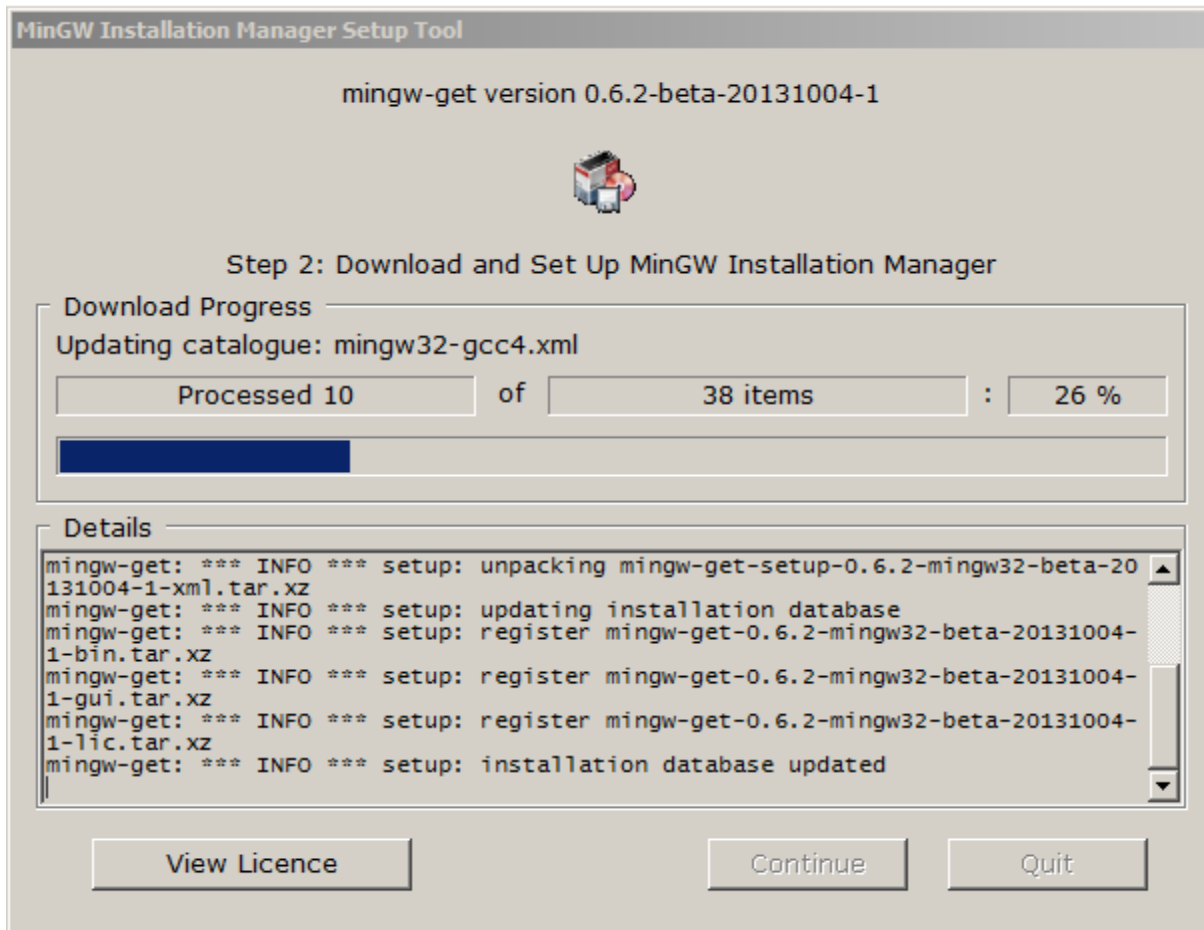 MinGW Installation Manager Setup Tool
mingw-get version 0.6.2-beta-20131004-1
Step 2: Download and Set Up MinGW Installation Manager
Download Progress
Updating catalogue: mingw32-gcc4.xml
Processed 10 of 38 items : 26 %
Details
mingw-get: *** INFO *** setup: unpacking mingw-get-setup-0.6.2-mingw32-beta-20
131004-1-xml.tar.xz
mingw-get: *** INFO *** setup: updating installation database
mingw-get: *** INFO *** setup: register mingw-get-0.6.2-mingw32-beta-20131004-
1-bin.tar.xz
mingw-get: *** INFO *** setup: register mingw-get-0.6.2-mingw32-beta-20131004-
1-gui.tar.xz
mingw-get: *** INFO *** setup: register mingw-get-0.6.2-mingw32-beta-20131004-
1-lic.tar.xz
mingw-get: *** INFO *** setup: installation database updated
View Licence Continue Quit